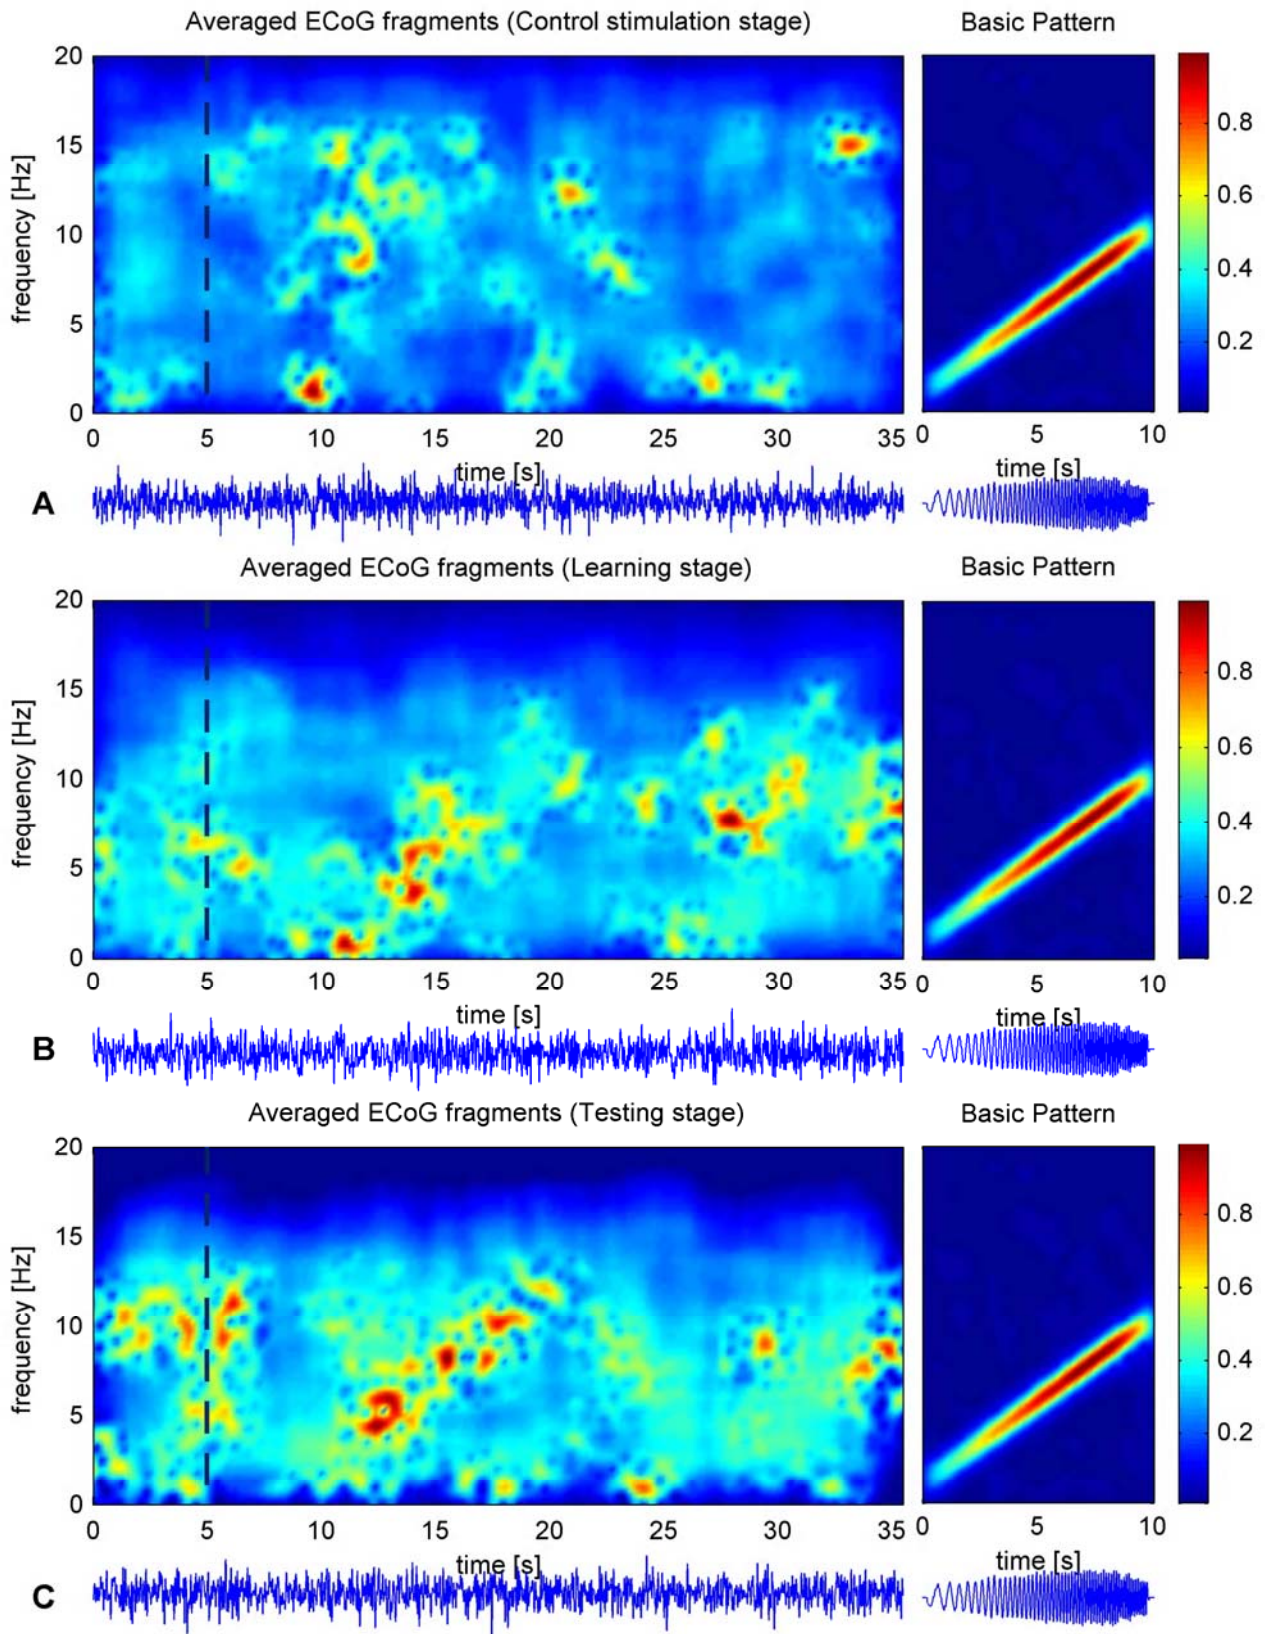 Averaged ECoG fragments (Control stimulation stage) Basic Pattern
20
15
10
5
0
frequency [Hz]
0 5 10 15 20 25 30 35
time [s]
0 5 10
time [s]
0.8
0.6
0.4
0.2
A
Averaged ECoG fragments (Learning stage) Basic Pattern
20
15
10
5
0
frequency [Hz]
0 5 10 15 20 25 30 35
time [s]
0 5 10
time [s]
0.8
0.6
0.4
0.2
B
Averaged ECoG fragments (Testing stage) Basic Pattern
20
15
10
5
0
frequency [Hz]
0 5 10 15 20 25 30 35
time [s]
0 5 10
time [s]
0.8
0.6
0.4
0.2
C